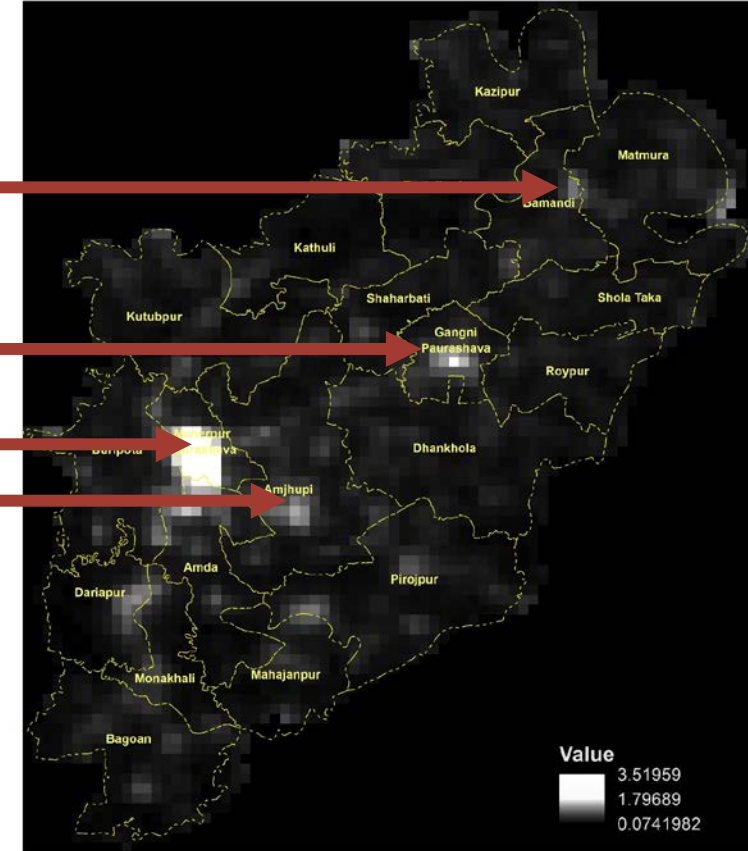 Kazipur
Matmura
Bamandi
Kathuli
Shaharbati
Shola Taka
Kutubpur
Gangni
Paurashava
Roypur
Dhankhola
Amjhupi
Amda
Pirojpur
Dariapur
Monakhali
Mahajanpur
Bagoan
Value
3.51959
1.79689
0.0741982